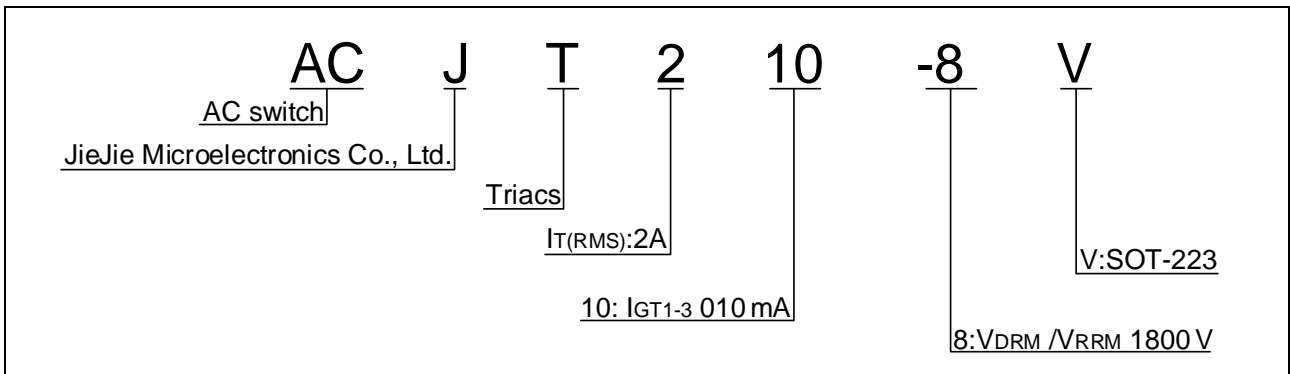 AC J T 2 10 -8 V
AC switch
JieJie Microelectronics Co., Ltd.
Triacs
IT(RMS):2A
V:SOT-223
10: IGT1-3 010 mA
8:VDRM /VRRM 1800 V